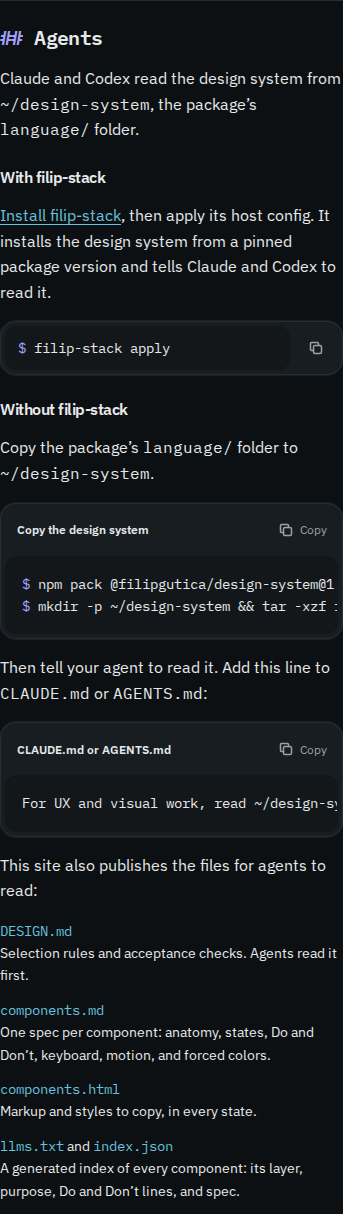 ## Agents
Claude and Codex read the design system from
~/design-system, the package’s
language/ folder.
With filip-stack
Install filip-stack, then apply its host config. It
installs the design system from a pinned
package version and tells Claude and Codex to
read it.
$ filip-stack apply
Without filip-stack
Copy the package’s language/ folder to
~/design-system.
Copy the design system
Copy
$ npm pack @filipgutica/design-system@1
$ mkdir -p ~/design-system && tar -xzf
Then tell your agent to read it. Add this line to
CLAUDE.md or AGENTS.md:
CLAUDE.md or AGENTS.md
Copy
For UX and visual work, read ~/design-sy
This site also publishes the files for agents to
read:
DESIGN.md
Selection rules and acceptance checks. Agents read it
first.
components.md
One spec per component: anatomy, states, Do and
Don’t, keyboard, motion, and forced colors.
components.html
Markup and styles to copy, in every state.
llms.txt and index.json
A generated index of every component: its layer,
purpose, Do and Don’t lines, and spec.